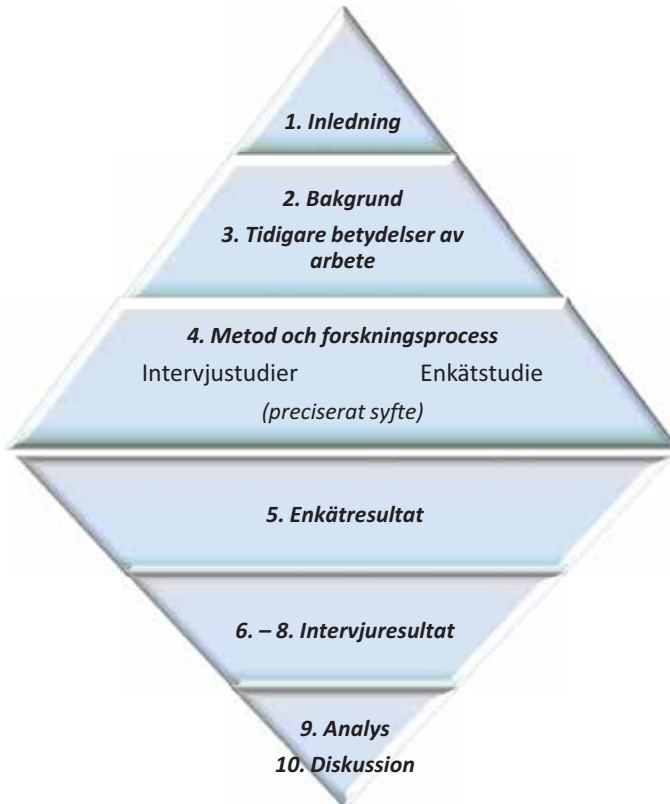 1. Inledning
2. Bakgrund
3. Tidigare betydelser av
arbete
4. Metod och forskningsprocess
Intervjustudier Enkätstudie
(preciserat syfte)
5. Enkätresultat
6. – 8. Intervjuresultat
9. Analys
10. Diskussion